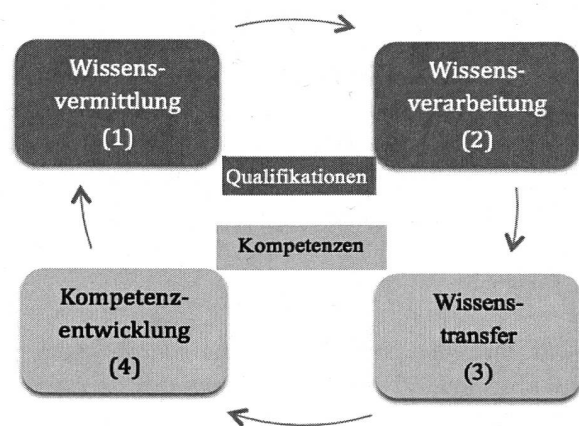 Wissens-
vermittlung
(1)
Wissens-
verarbeitung
(2)
Qualifikationen
Kompetenzen
Kompetenz-
entwicklung
(4)
Wissens-
transfer
(3)